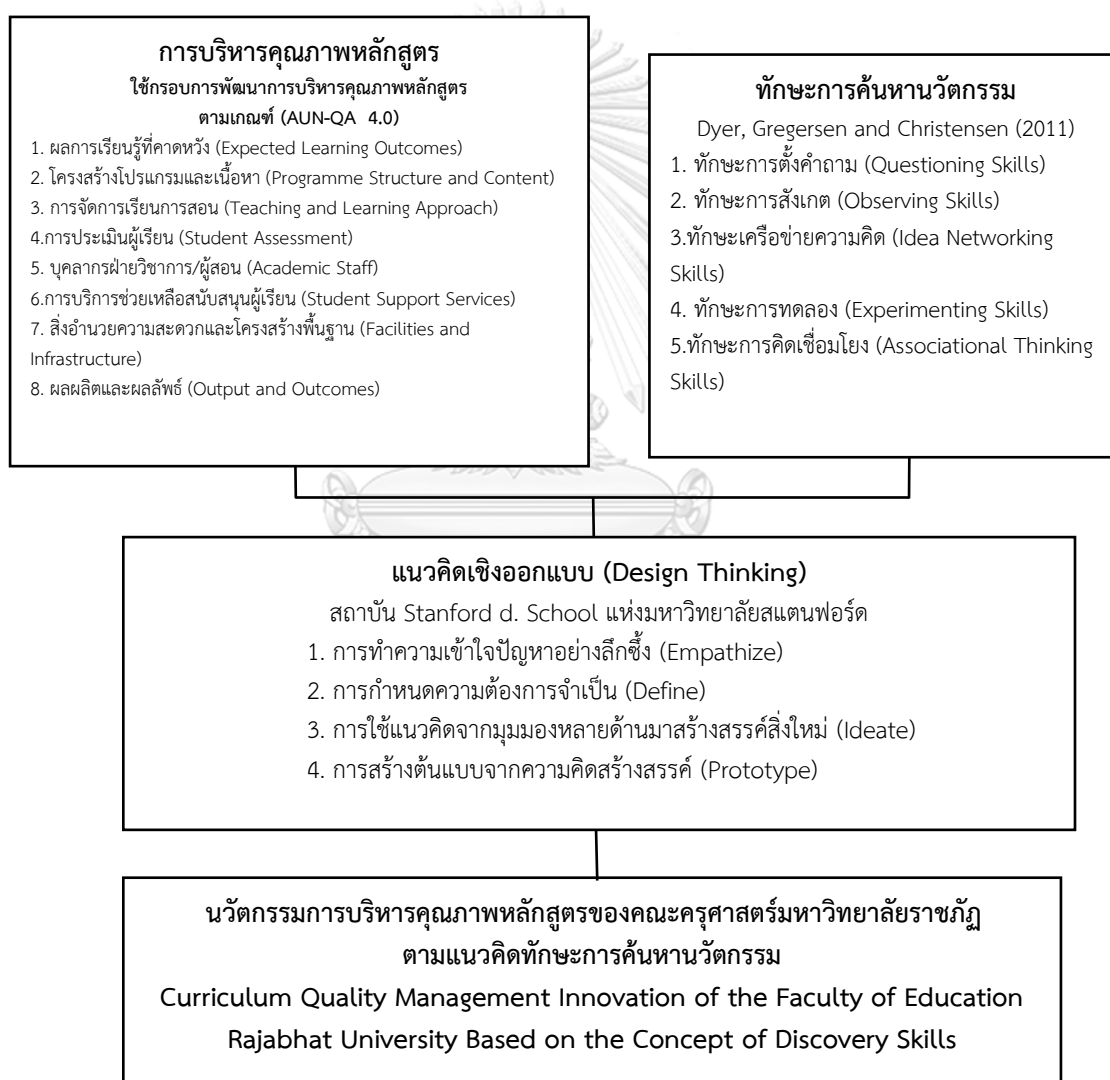 การบริหารคุณภาพหลักสูตร
ใช้กรอบการพัฒนาการบริหารคุณภาพหลักสูตร
ตามเกณฑ์ (AUN-QA 4.0)
1. ผลการเรียนรู้ที่คาดหวัง (Expected Learning Outcomes)
2. โครงสร้างโปรแกรมและเนื้อหา (Programme Structure and Content)
3. การจัดการเรียนการสอน (Teaching and Learning Approach)
4.การประเมินผู้เรียน (Student Assessment)
5. บุคลากรฝ่ายวิชาการ/ผู้สอน (Academic Staff)
6.การบริการช่วยเหลือสนับสนุนผู้เรียน (Student Support Services)
7. สิ่งอำนวยความสะดวกและโครงสร้างพื้นฐาน (Facilities and
Infrastructure)
8. ผลผลิตและผลลัพธ์ (Output and Outcomes)
ทักษะการค้นหานวัตกรรม
Dyer, Gregersen and Christensen (2011)
1. ทักษะการตั้งคำถาม (Questioning Skills)
2. ทักษะการสังเกต (Observing Skills)
3.ทักษะเครือข่ายความคิด (Idea Networking
Skills)
4. ทักษะการทดลอง (Experimenting Skills)
5.ทักษะการคิดเชื่อมโยง (Associational Thinking
Skills)
แนวคิดเชิงออกแบบ (Design Thinking)
สถาบัน Stanford d. School แห่งมหาวิทยาลัยสแตนฟอร์ด
1. การทำความเข้าใจปัญหาอย่างลึกซึ้ง (Empathize)
2. การกำหนดความต้องการจำเป็น (Define)
3. การใช้แนวคิดจากมุมมองหลายด้านมาสร้างสรรค์สิ่งใหม่ (Ideate)
4. การสร้างต้นแบบจากความคิดสร้างสรรค์ (Prototype)
นวัตกรรมการบริหารคุณภาพหลักสูตรของคณะครุศาสตร์มหาวิทยาลัยราชภัฏ
ตามแนวคิดทักษะการค้นหานวัตกรรม
Curriculum Quality Management Innovation of the Faculty of Education
Rajabhat University Based on the Concept of Discovery Skills